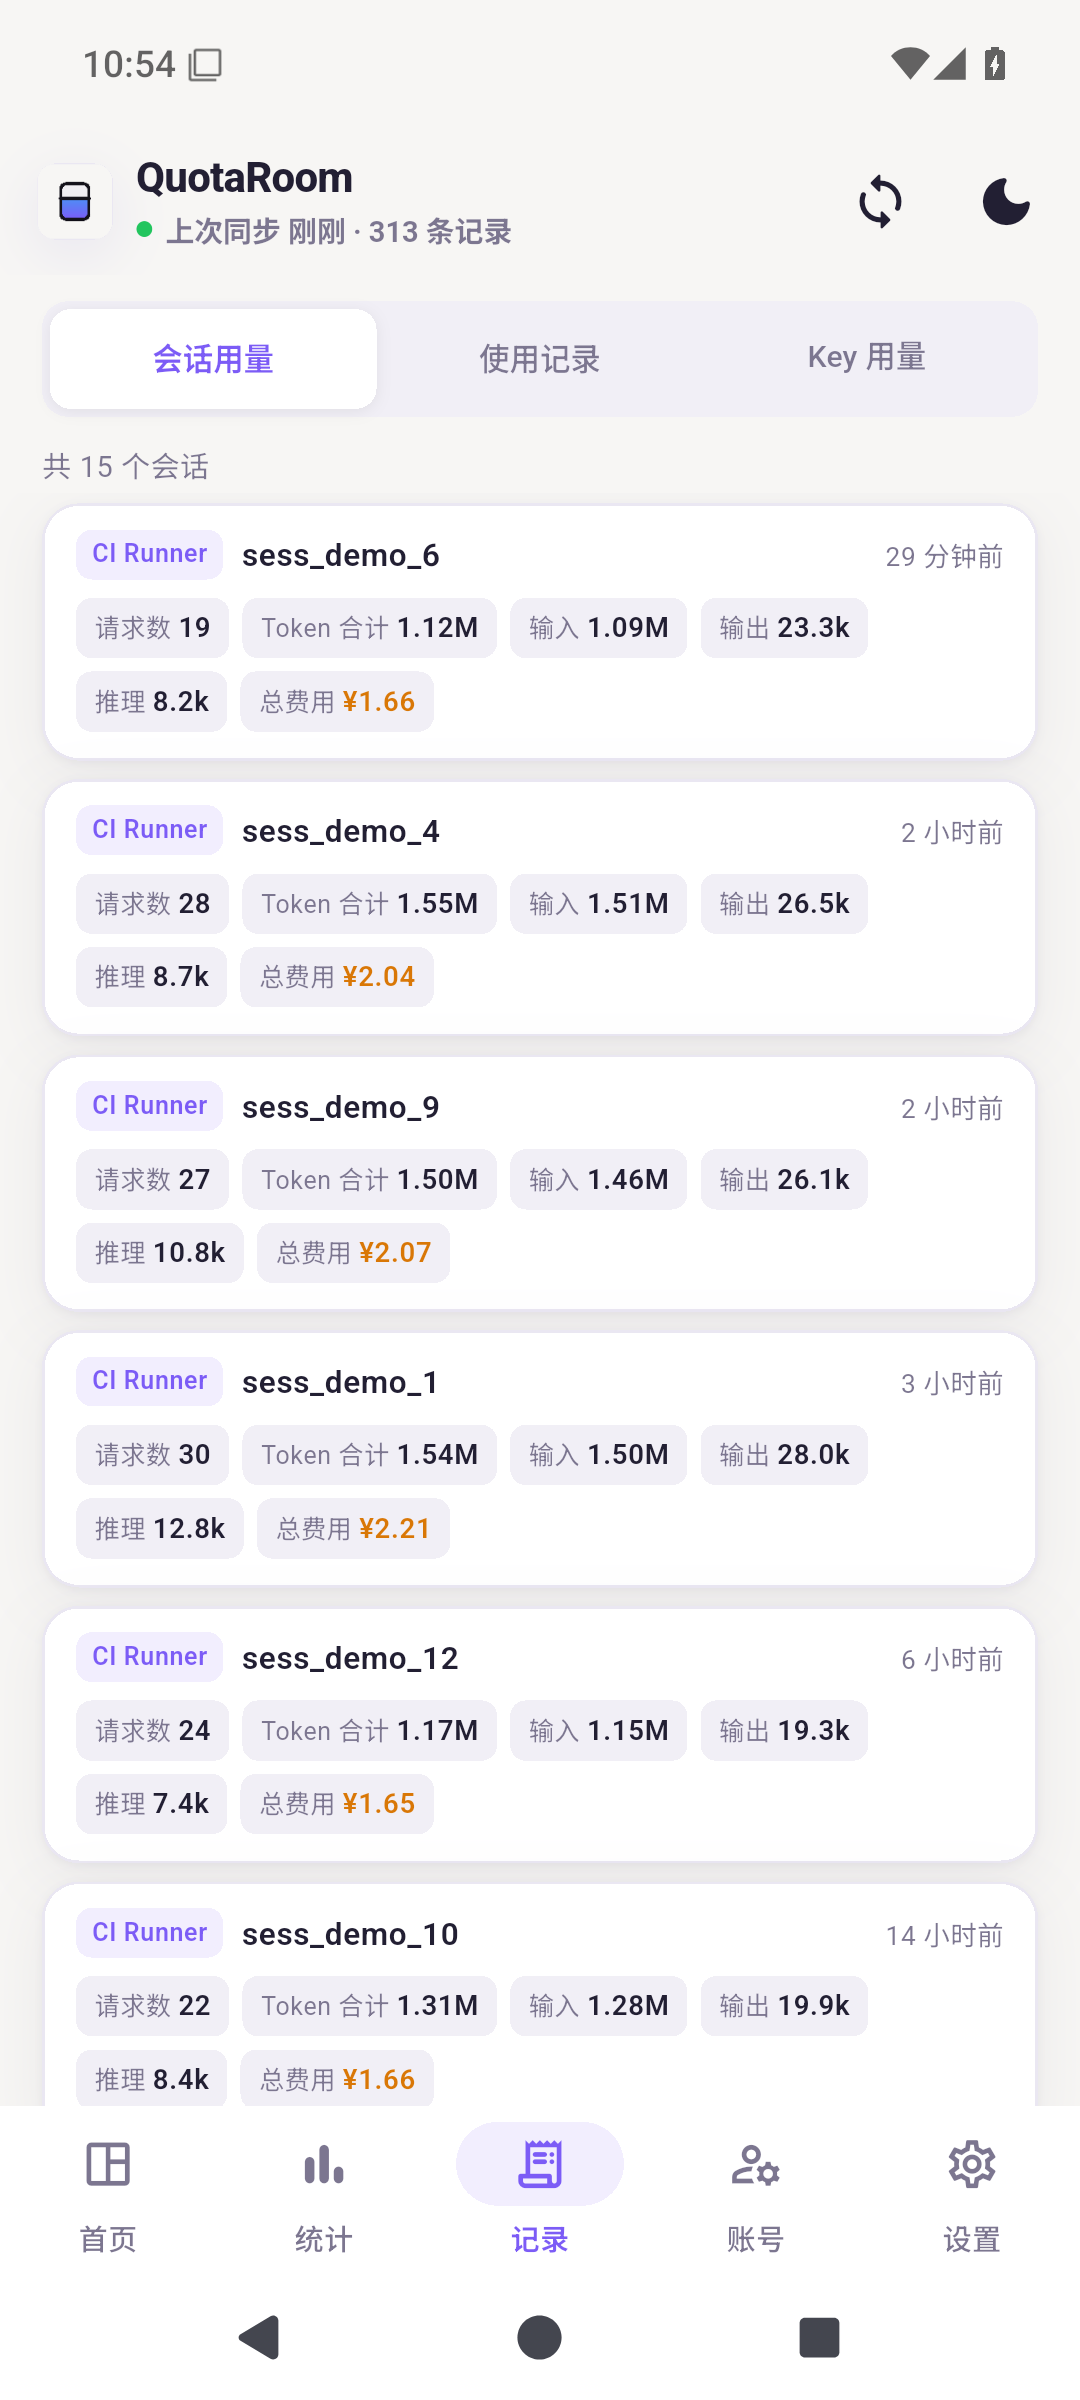 10:54
QuotaRoom
上次同步 刚刚 · 313 条记录
会话用量 使用记录 Key 用量
共 15 个会话
CI Runner sess_demo_6 29 分钟前
请求数 19 Token 合计 1.12M 输入 1.09M 输出 23.3k
推理 8.2k 总费用 ¥1.66
CI Runner sess_demo_4 2 小时前
请求数 28 Token 合计 1.55M 输入 1.51M 输出 26.5k
推理 8.7k 总费用 ¥2.04
CI Runner sess_demo_9 2 小时前
请求数 27 Token 合计 1.50M 输入 1.46M 输出 26.1k
推理 10.8k 总费用 ¥2.07
CI Runner sess_demo_1 3 小时前
请求数 30 Token 合计 1.54M 输入 1.50M 输出 28.0k
推理 12.8k 总费用 ¥2.21
CI Runner sess_demo_12 6 小时前
请求数 24 Token 合计 1.17M 输入 1.15M 输出 19.3k
推理 7.4k 总费用 ¥1.65
CI Runner sess_demo_10 14 小时前
请求数 22 Token 合计 1.31M 输入 1.28M 输出 19.9k
推理 8.4k 总费用 ¥1.66
首页 统计 记录 账号 设置